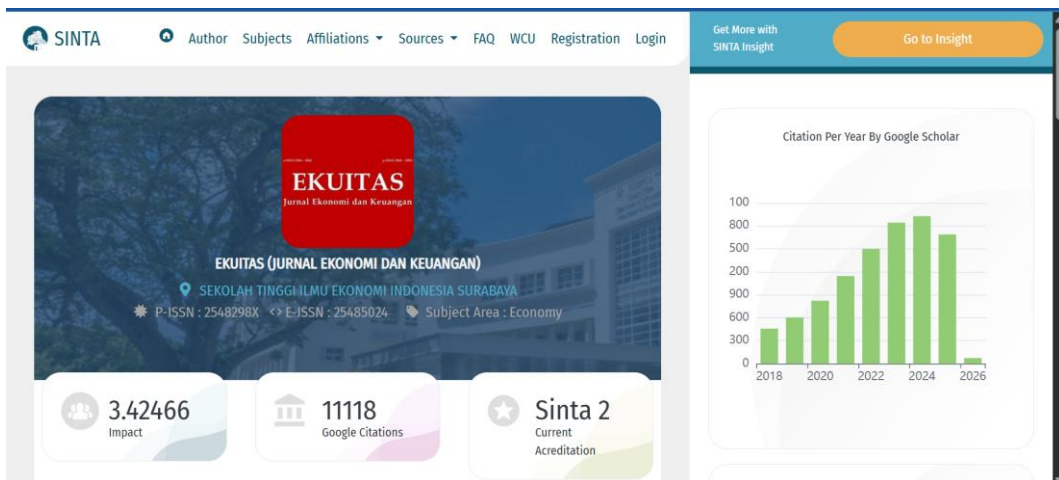 SINTA
Author Subjects Affiliations Sources FAQ WCU Registration Login
Get More with
SINTA Insight
Go to Insight
EKUITAS
Jurnal Ekonomi dan Keuangan
EKUITAS (JURNAL EKONOMI DAN KEUANGAN)
SEKOLAH TINGGI ILMU EKONOMI INDONESIA SURABAYA
P-ISSN : 2548298X <> E-ISSN : 25485024 Subject Area : Economy
3.42466
Impact
11118
Google Citations
Sinta 2
Current
Acreditation
Citation Per Year By Google Scholar
100
800
500
200
900
600
300
0
2018 2020 2022 2024 2026